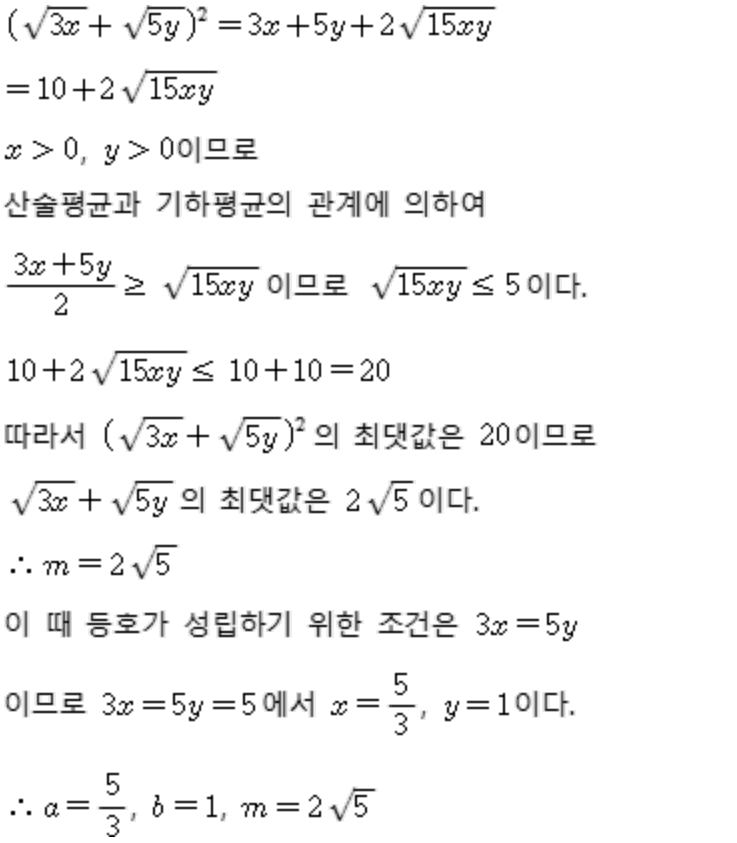 (√3x + √5y)² = 3x + 5y + 2√15xy
= 10 + 2√15xy
x > 0, y > 0이므로
산술평균과 기하평균의 관계에 의하여
(3x + 5y)/2 ≥ √15xy 이므로 √15xy ≤ 5이다.
10 + 2√15xy ≤ 10 + 10 = 20
따라서 (√3x + √5y)²의 최댓값은 20이므로
√3x + √5y의 최댓값은 2√5이다.
∴ m = 2√5
이 때 등호가 성립하기 위한 조건은 3x = 5y
이므로 3x = 5y = 5에서 x = 5/3, y = 1이다.
∴ a = 5/3, b = 1, m = 2√5